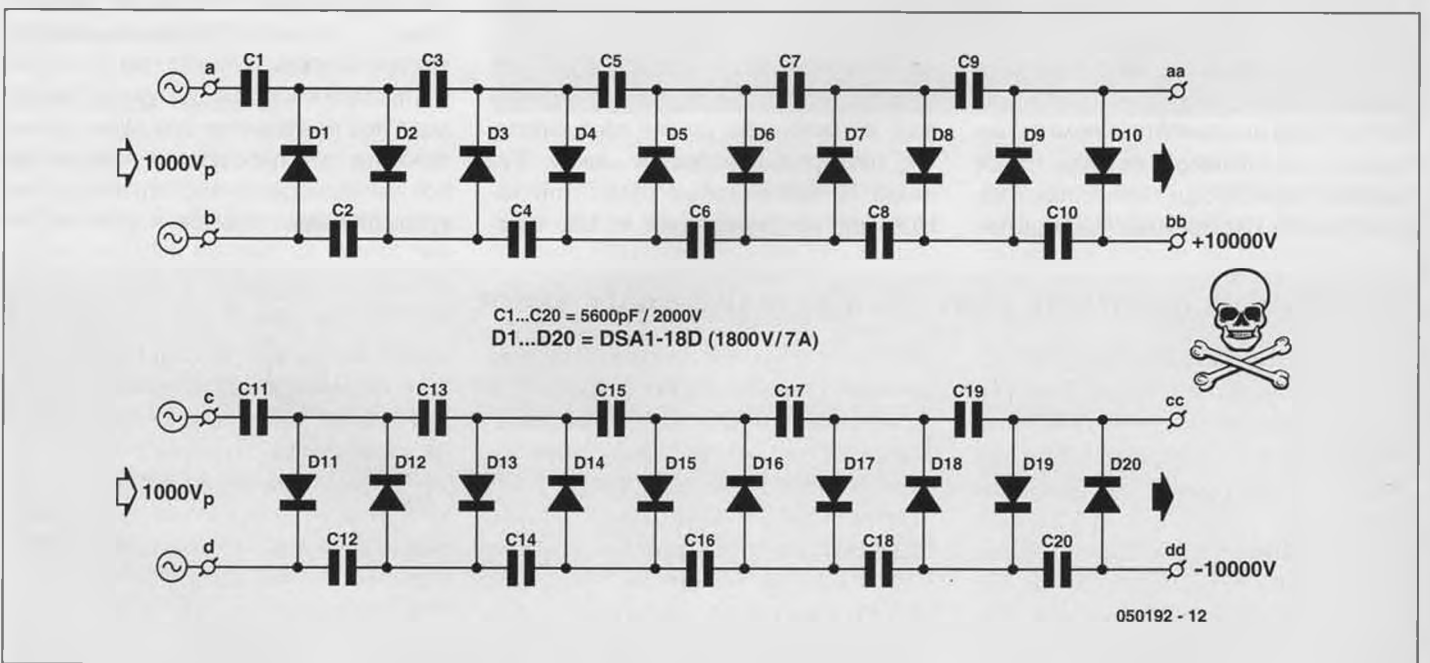 C1 C3 C5 C7 C9
a aa
D1 D2 D3 D4 D5 D6 D7 D8 D9 D10
1000Vp
b bb
C2 C4 C6 C8 C10
+10000V
C1...C20 = 5600pF / 2000V
D1...D20 = DSA1-18D (1800V/7A)
C11 C13 C15 C17 C19
c cc
D11 D12 D13 D14 D15 D16 D17 D18 D19 D20
1000Vp
d dd
C12 C14 C16 C18 C20
-10000V
050192 - 12